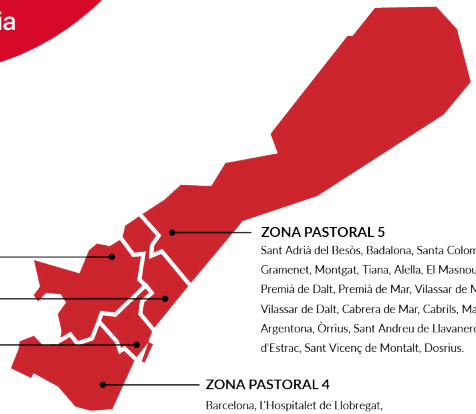 ia
ZONA PASTORAL 5
Sant Adrià del Besòs, Badalona, Santa Colom
Gramenet, Montgat, Tiana, Alella, El Masnou
Premià de Dalt, Premià de Mar, Vilassar de M
Vilassar de Dalt, Cabrera de Mar, Cabrils, Ma
Argentona, Òrrius, Sant Andreu de Llavanere
d'Estrac, Sant Vicenç de Montalt, Dosrius.
ZONA PASTORAL 4
Barcelona, L'Hospitalet de Llobregat,